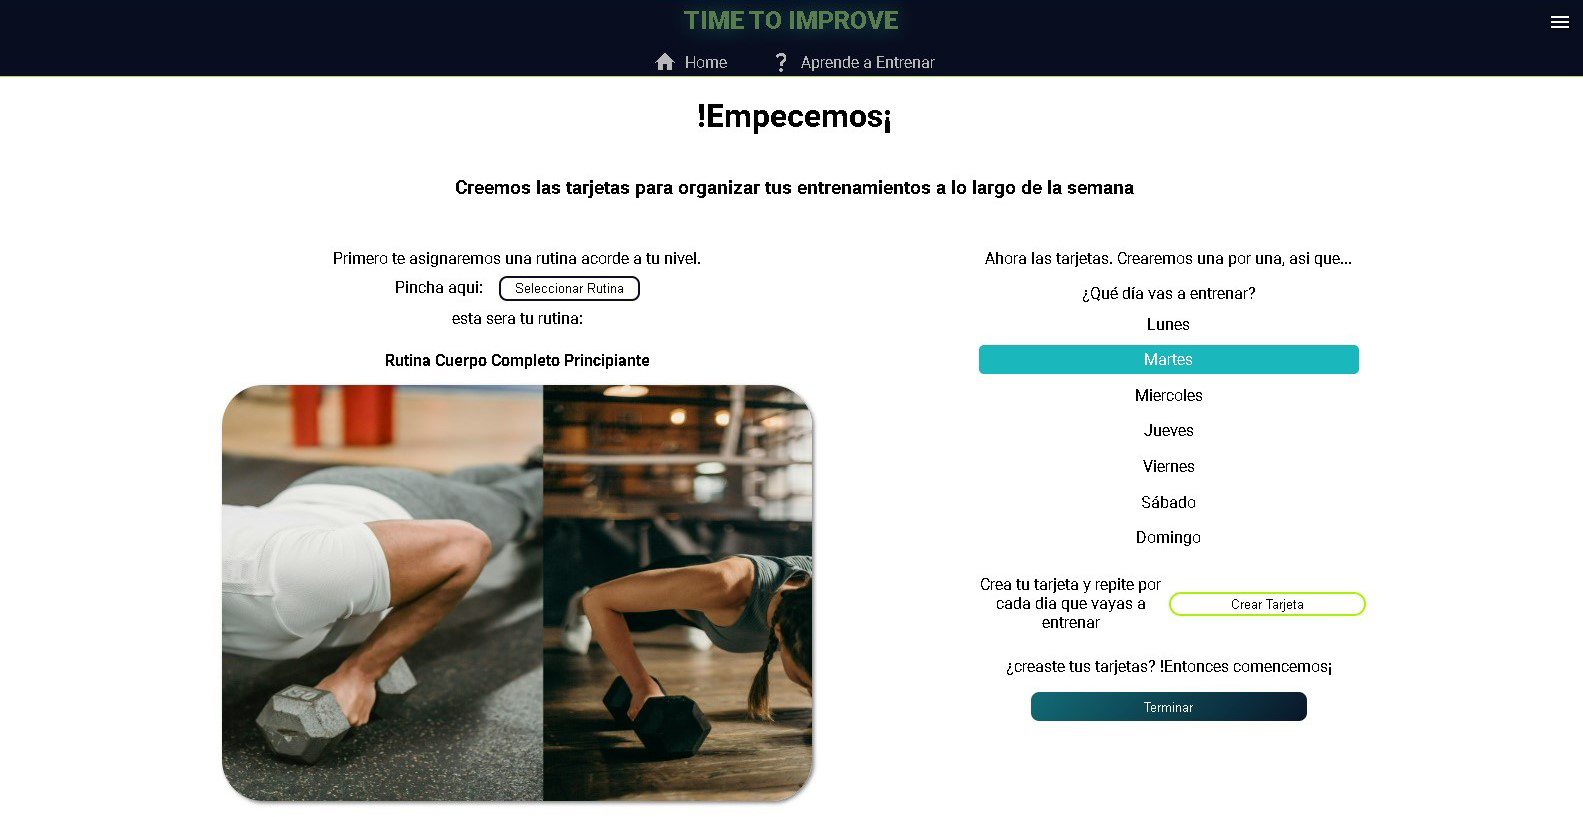 TIME TO IMPROVE
Home
Aprende a Entrenar
!Empecemos¡
Creemos las tarjetas para organizar tus entrenamientos a lo largo de la semana
Primero te asignaremos una rutina acorde a tu nivel.
Pincha aqui:
Seleccionar Rutina
esta sera tu rutina:
Rutina Cuerpo Completo Principiante
Ahora las tarjetas. Crearemos una por una, asi que...
¿Qué día vas a entrenar?
Lunes
Martes
Miercoles
Jueves
Viernes
Sábado
Domingo
Crea tu tarjeta y repite por
cada dia que vayas a
entrenar
Crear Tarjeta
¿creaste tus tarjetas? !Entonces comencemos¡
Terminar